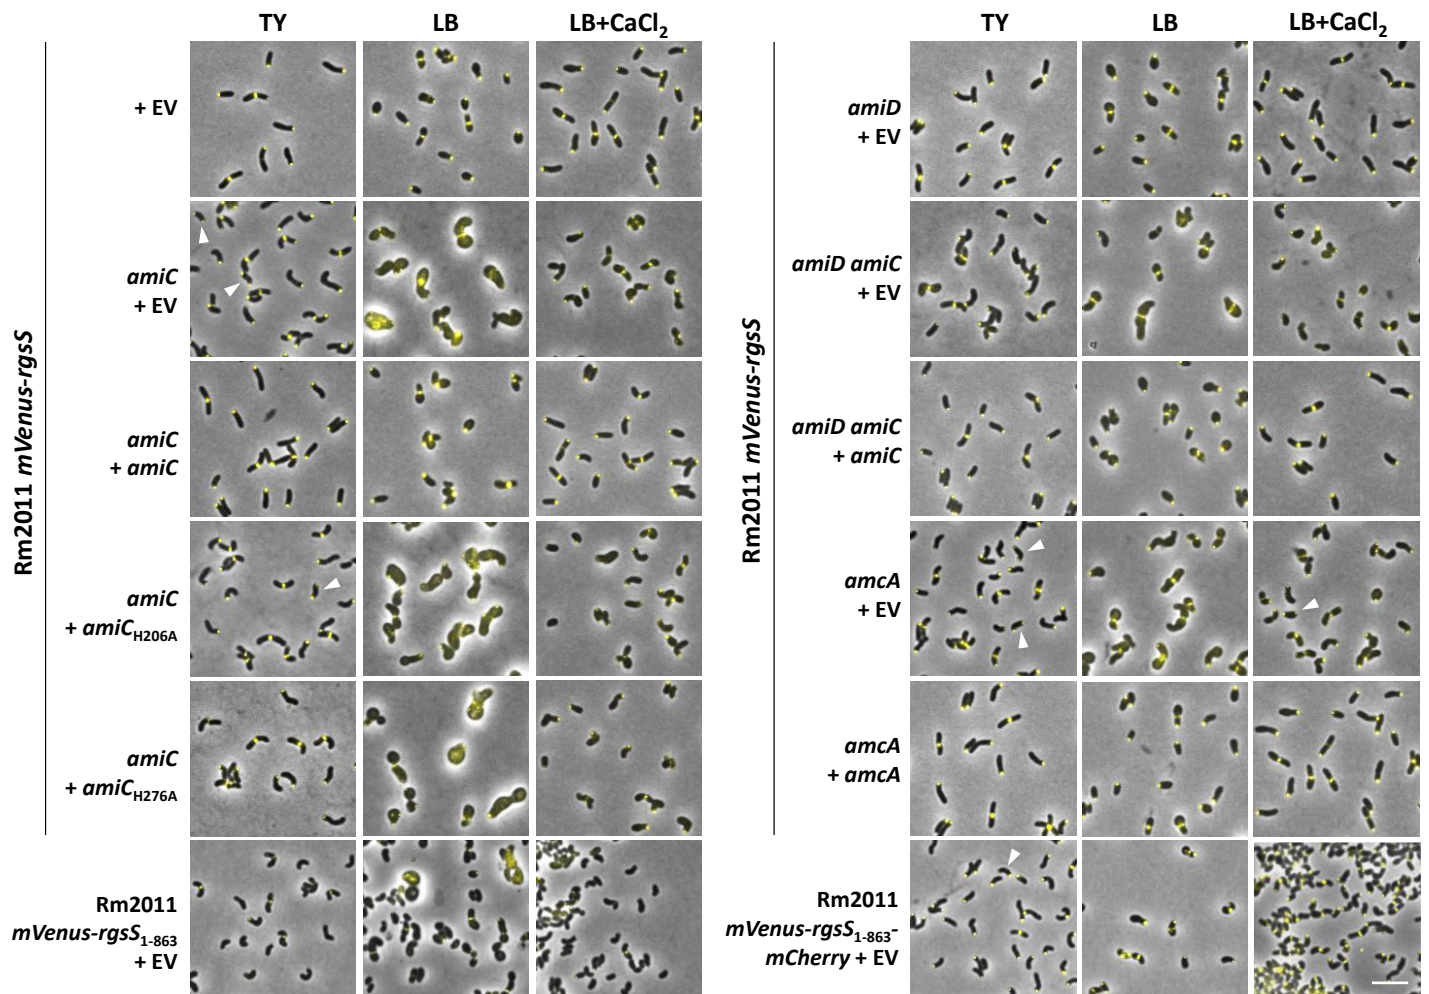 TY LB LB+CaCl2
Rm2011 mVenus-rgsS
+ EV
amiC
+ EV
amiC
+ amiC
amiC
+ amiCH206A
amiC
+ amiCH276A
Rm2011
mVenus-rgsS1-863
+ EV
TY LB LB+CaCl2
Rm2011 mVenus-rgsS
amiD
+ EV
amiD amiC
+ EV
amiD amiC
+ amiC
amcA
+ EV
amcA
+ amcA
Rm2011
mVenus-rgsS1-863-
mCherry + EV